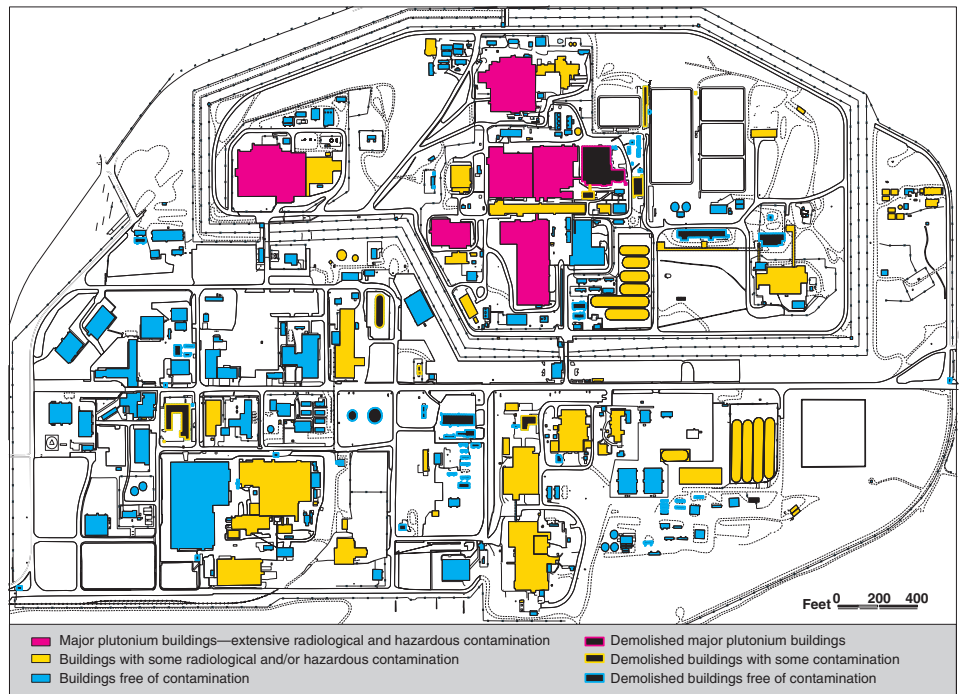 Feet 0 200 400
Major plutonium buildings—extensive radiological and hazardous contamination
Buildings with some radiological and/or hazardous contamination
Buildings free of contamination
Demolished major plutonium buildings
Demolished buildings with some contamination
Demolished buildings free of contamination